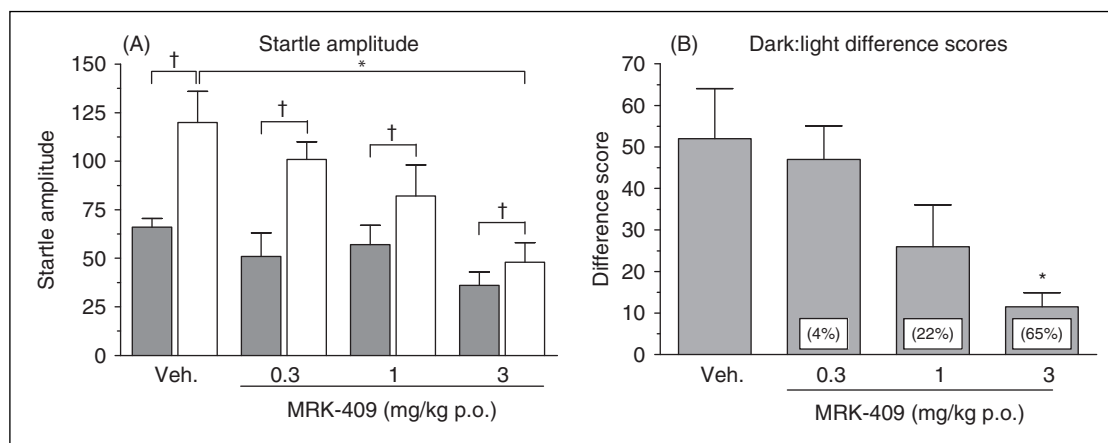 (A) Startle amplitude
Startle amplitude
150
125
100
75
50
25
0
†
*
†
†
†
Veh. 0.3 1 3
MRK-409 (mg/kg p.o.)
(B) Dark:light difference scores
Difference score
70
60
50
40
30
20
10
0
*
(4%) (22%) (65%)
Veh. 0.3 1 3
MRK-409 (mg/kg p.o.)